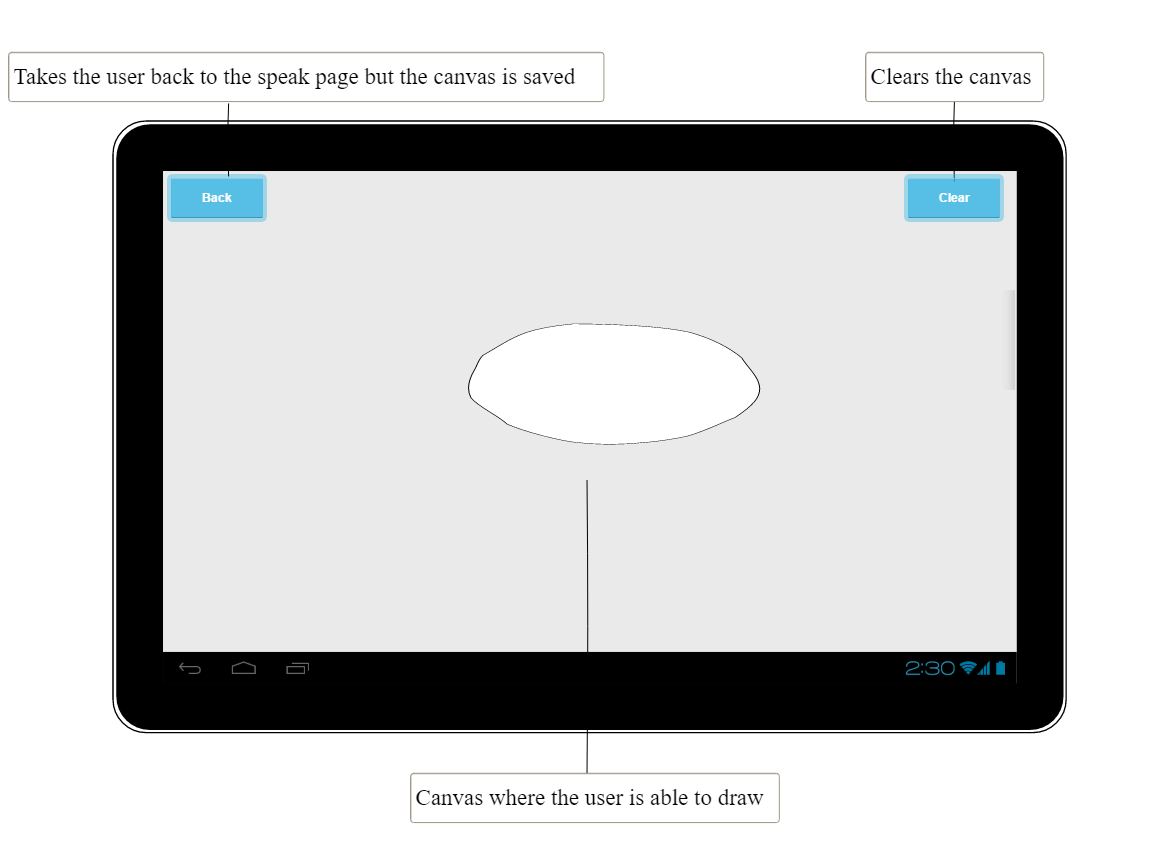 Takes the user back to the speak page but the canvas is saved
Clears the canvas
Back
Clear
2:30
Canvas where the user is able to draw